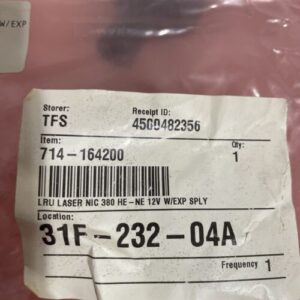 W/EXP
Storer: Receipt ID:
TFS 4500482356
Item: Qty:
714-164200 1
LRU LASER NIC 380 HE-NE 12V W/EXP SPLY
Location:
31F-232-04A
Frequency 1
1